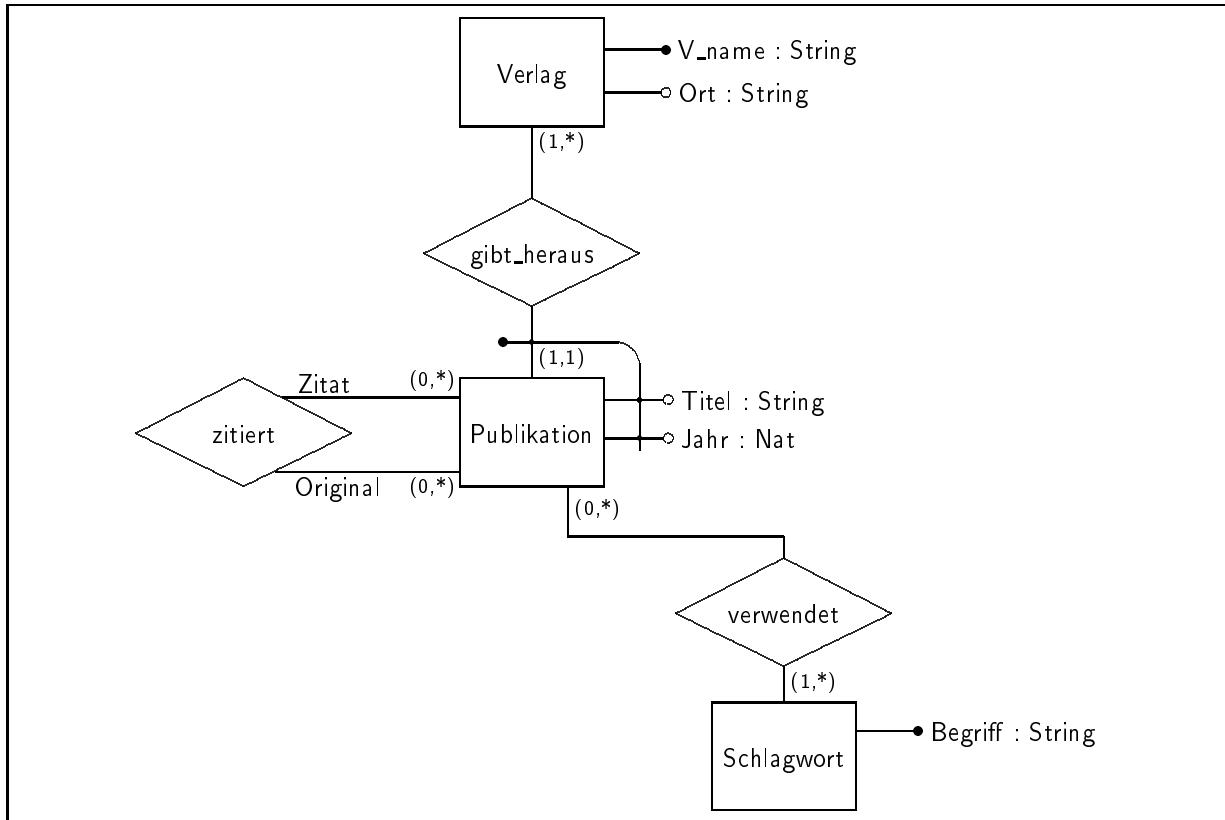 V_name : String
Verlag
Ort : String
(1,*)
gibt_heraus
(1,1)
Zitat
(0,*)
Titel : String
zitiert
Publikation
Jahr : Nat
Original
(0,*)
(0,*)
verwendet
(1,*)
Begriff : String
Schlagwort